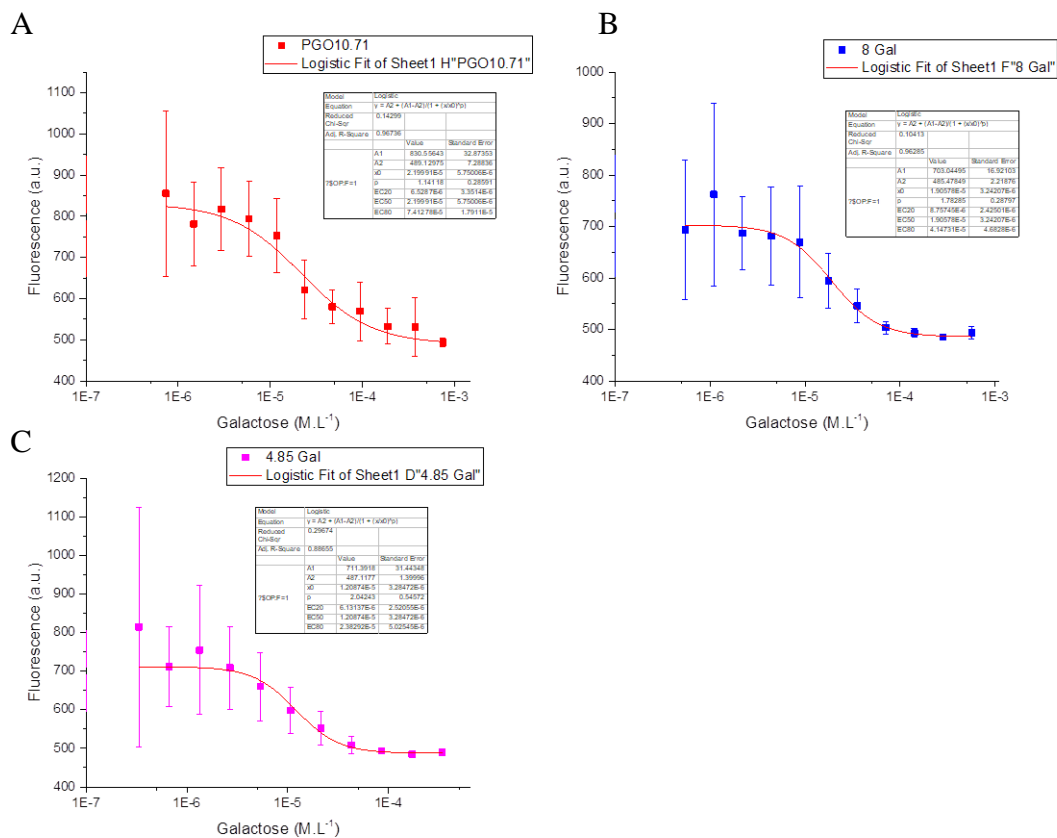 A
PGO10.71
Logistic Fit of Sheet1 H"PGO10.71"
Model Logistic
Equation y = A2 + (A1-A2)/(1 + (x/x0)^p)
Reduced Chi-Sqr 0.14299
Adj. R-Square 0.96736
Value Standard Error
?$OP:F=1
A1 830.55643 32.87353
A2 489.12975 7.28836
x0 2.19991E-5 5.75006E-6
p 1.14118 0.28591
EC20 6.5287E-6 3.3514E-6
EC50 2.19991E-5 5.75006E-6
EC80 7.41278E-5 1.7911E-5
1100
1000
900
800
700
600
500
400
Fluorescence (a.u.)
1E-7 1E-6 1E-5 1E-4 1E-3
Galactose (M.L-1)
B
8 Gal
Logistic Fit of Sheet1 F"8 Gal"
Model Logistic
Equation y = A2 + (A1-A2)/(1 + (x/x0)^p)
Reduced Chi-Sqr 0.10413
Adj. R-Square 0.96285
Value Standard Error
?$OP:F=1
A1 703.04495 16.92103
A2 485.47849 2.21876
x0 1.90578E-5 3.24207E-6
p 1.78285 0.28797
EC20 8.75745E-6 2.42501E-6
EC50 1.90578E-5 3.24207E-6
EC80 4.14731E-5 4.6828E-6
1000
900
800
700
600
500
400
Fluorescence (a.u.)
1E-7 1E-6 1E-5 1E-4 1E-3
Galactose (M.L-1)
C
4.85 Gal
Logistic Fit of Sheet1 D"4.85 Gal"
Model Logistic
Equation y = A2 + (A1-A2)/(1 + (x/x0)^p)
Reduced Chi-Sqr 0.29674
Adj. R-Square 0.88655
Value Standard Error
?$OP:F=1
A1 711.3918 31.44348
A2 487.1177 1.39996
x0 1.20874E-5 3.28472E-6
p 2.04243 0.54572
EC20 6.13137E-6 2.52055E-6
EC50 1.20874E-5 3.28472E-6
EC80 2.38292E-5 5.02545E-6
1200
1100
1000
900
800
700
600
500
400
Fluorescence (a.u.)
1E-7 1E-6 1E-5 1E-4
Galactose (M.L-1)